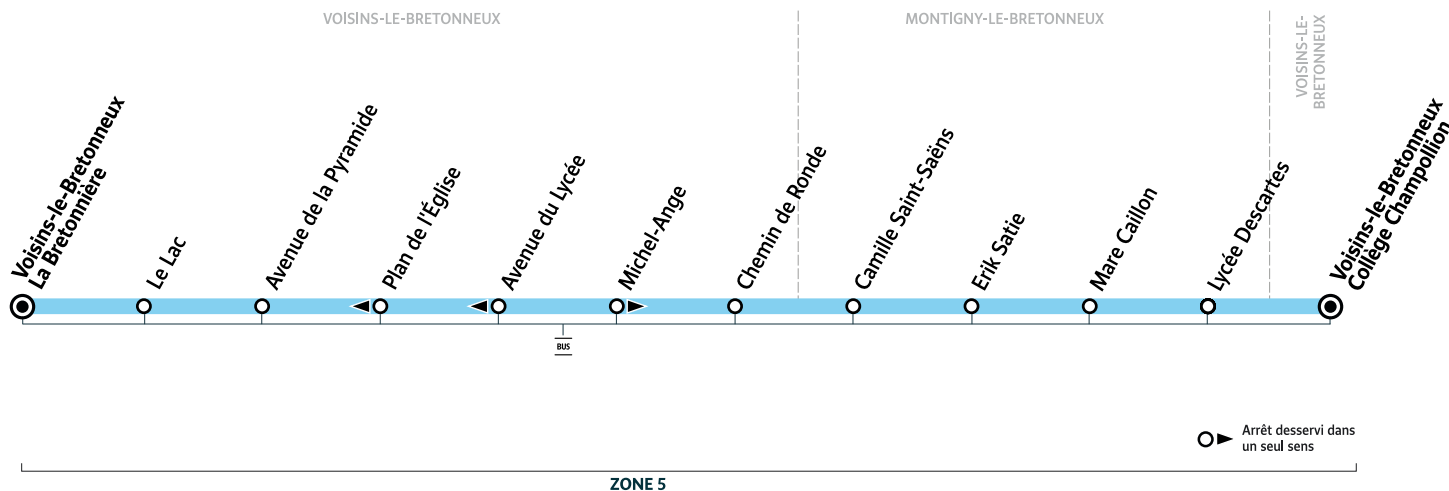 VOISINS-LE-BRETONNEUX
MONTIGNY-LE-BRETONNEUX
VOISINS-LE-
BRETONNEUX
Voisins-le-Bretonneux
La Bretonnière
Le Lac
Avenue de la Pyramide
Plan de l'Église
Avenue du Lycée
Michel-Ange
Chemin de Ronde
Camille Saint-Saëns
Erik Satie
Mare Caillon
Lycée Descartes
Voisins-le-Bretonneux
Collège Champollion
BUS
Arrêt desservi dans
un seul sens
ZONE 5